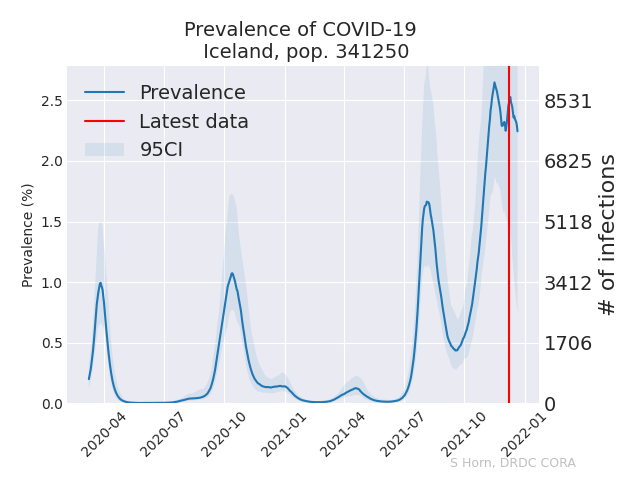 Prevalence of COVID-19
Iceland, pop. 341250
Prevalence
Latest data
95CI
Prevalence (%)
2.5
2.0
1.5
1.0
0.5
0.0
8531
6825
5118
3412
1706
0
# of infections
2020-04
2020-07
2020-10
2021-01
2021-04
2021-07
2021-10
2022-01
S Horn, DRDC CORA